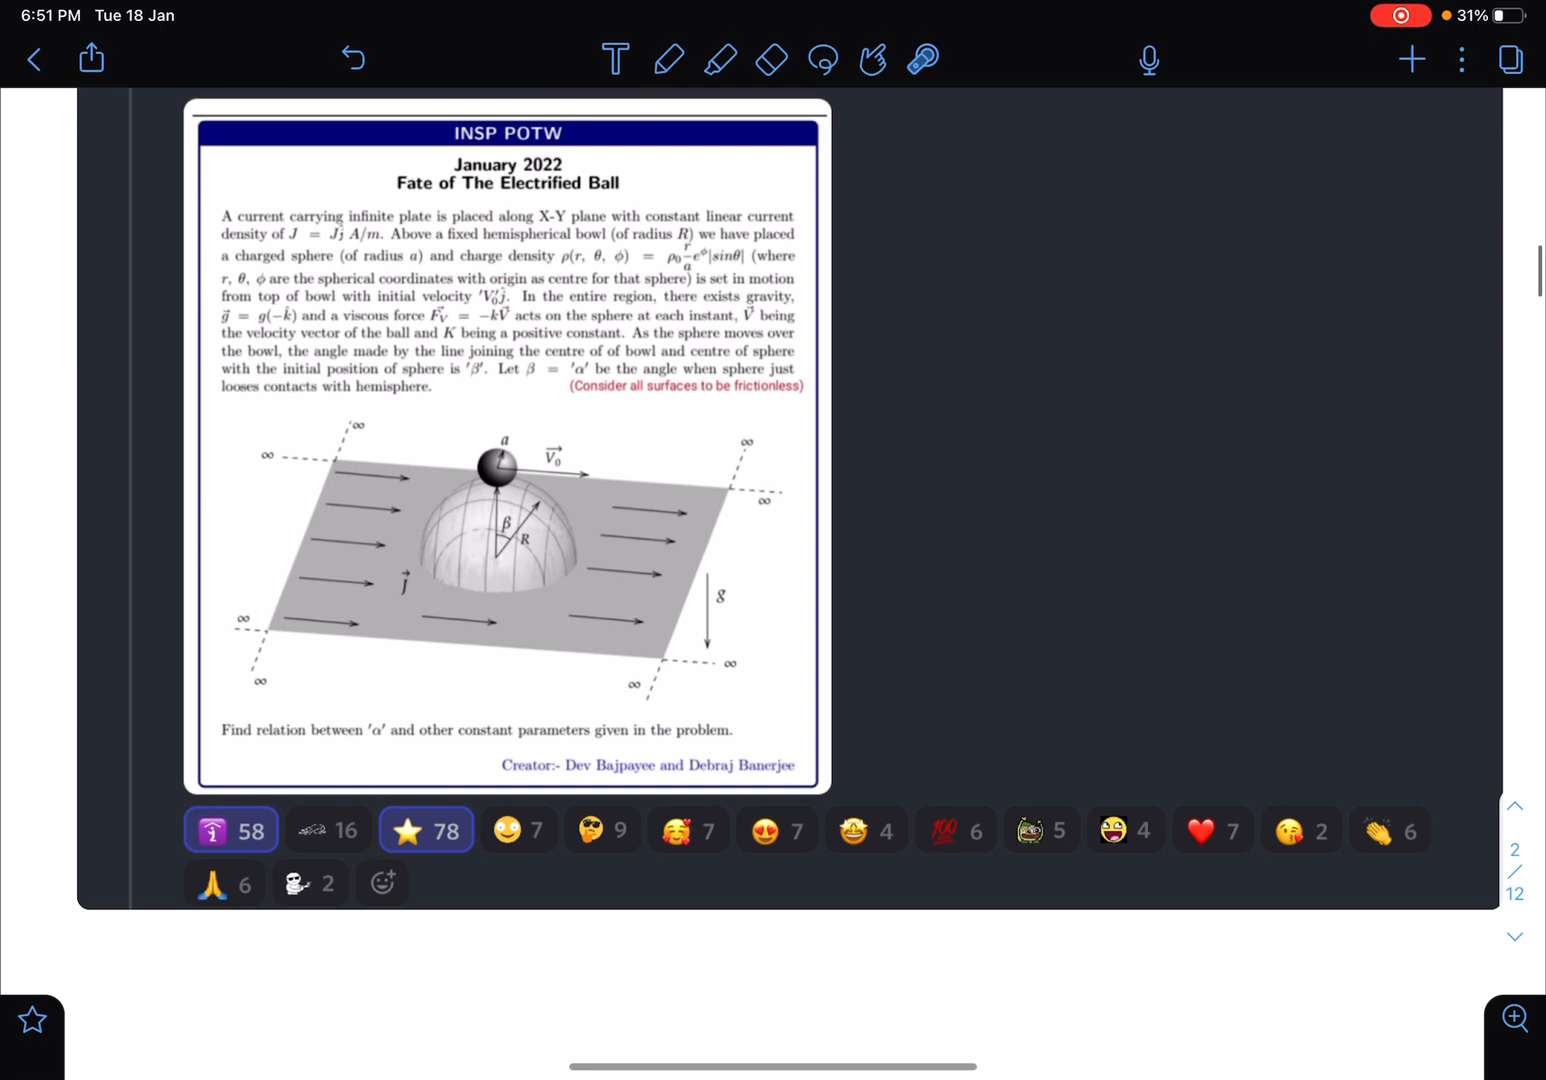 6:51 PM Tue 18 Jan
31%
T
INSP POTW
January 2022
Fate of The Electrified Ball
A current carrying infinite plate is placed along X-Y plane with constant linear current
density of J = Jĵ A/m. Above a fixed hemispherical bowl (of radius R) we have placed
a charged sphere (of radius a) and charge density ρ(r, θ, ϕ) = ρ₀ r/a e^ϕ|sinθ| (where
r, θ, ϕ are the spherical coordinates with origin as centre for that sphere) is set in motion
from top of bowl with initial velocity 'V₀'ĵ. In the entire region, there exists gravity,
g⃗ = g(−k̂) and a viscous force F⃗ᵥ = −kV⃗ acts on the sphere at each instant, V⃗ being
the velocity vector of the ball and K being a positive constant. As the sphere moves over
the bowl, the angle made by the line joining the centre of of bowl and centre of sphere
with the initial position of sphere is 'β'. Let β = 'α' be the angle when sphere just
looses contacts with hemisphere. (Consider all surfaces to be frictionless)
∞
∞
a
V⃗₀
∞
∞
β
R
J⃗
g
∞
∞
∞
∞
Find relation between 'α' and other constant parameters given in the problem.
Creator:- Dev Bajpayee and Debraj Banerjee
58 16 78 7 9 7 7 4 100 6 5 4 7 2 6
6 2
2
/
12